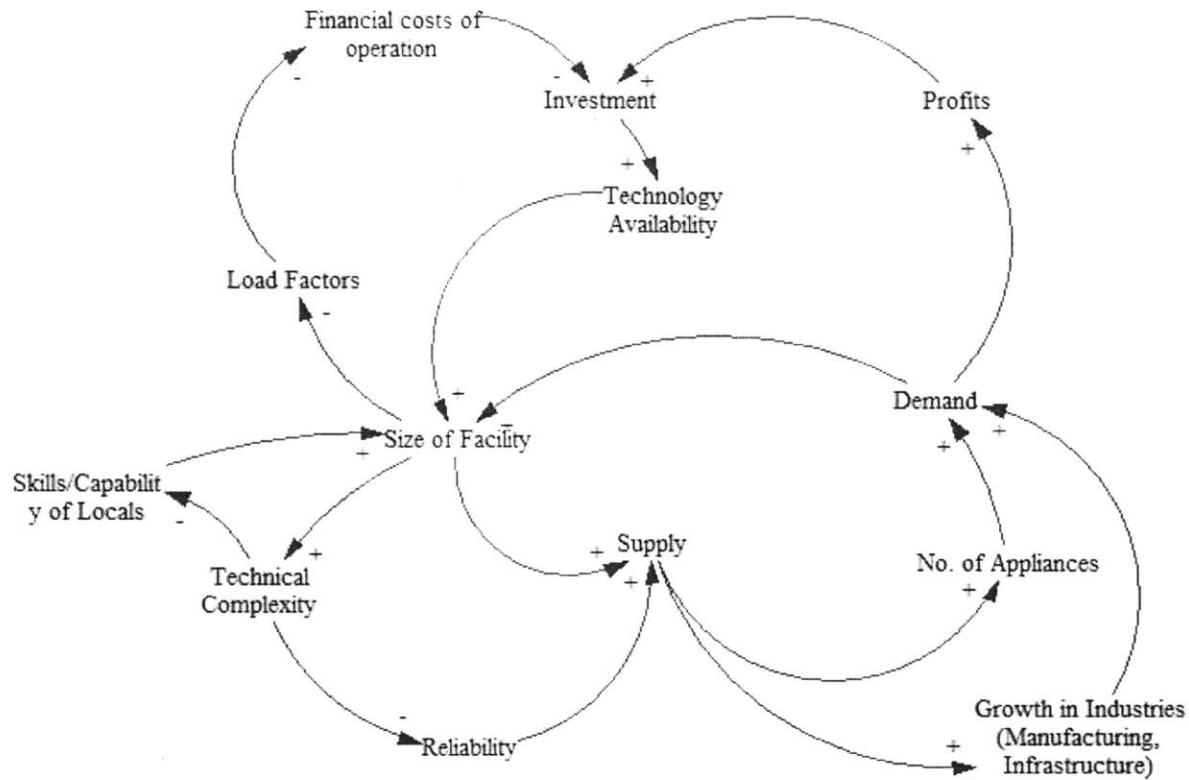 Financial costs of
operation
-
-
+
Investment
Profits
+
+
Technology
Availability
Load Factors
-
+
Demand
-
Size of Facility
+
+
+
Skills/Capabilit
y of Locals
-
+
Supply
+
+
No. of Appliances
+
Technical
Complexity
-
Reliability
+
Growth in Industries
(Manufacturing,
Infrastructure)